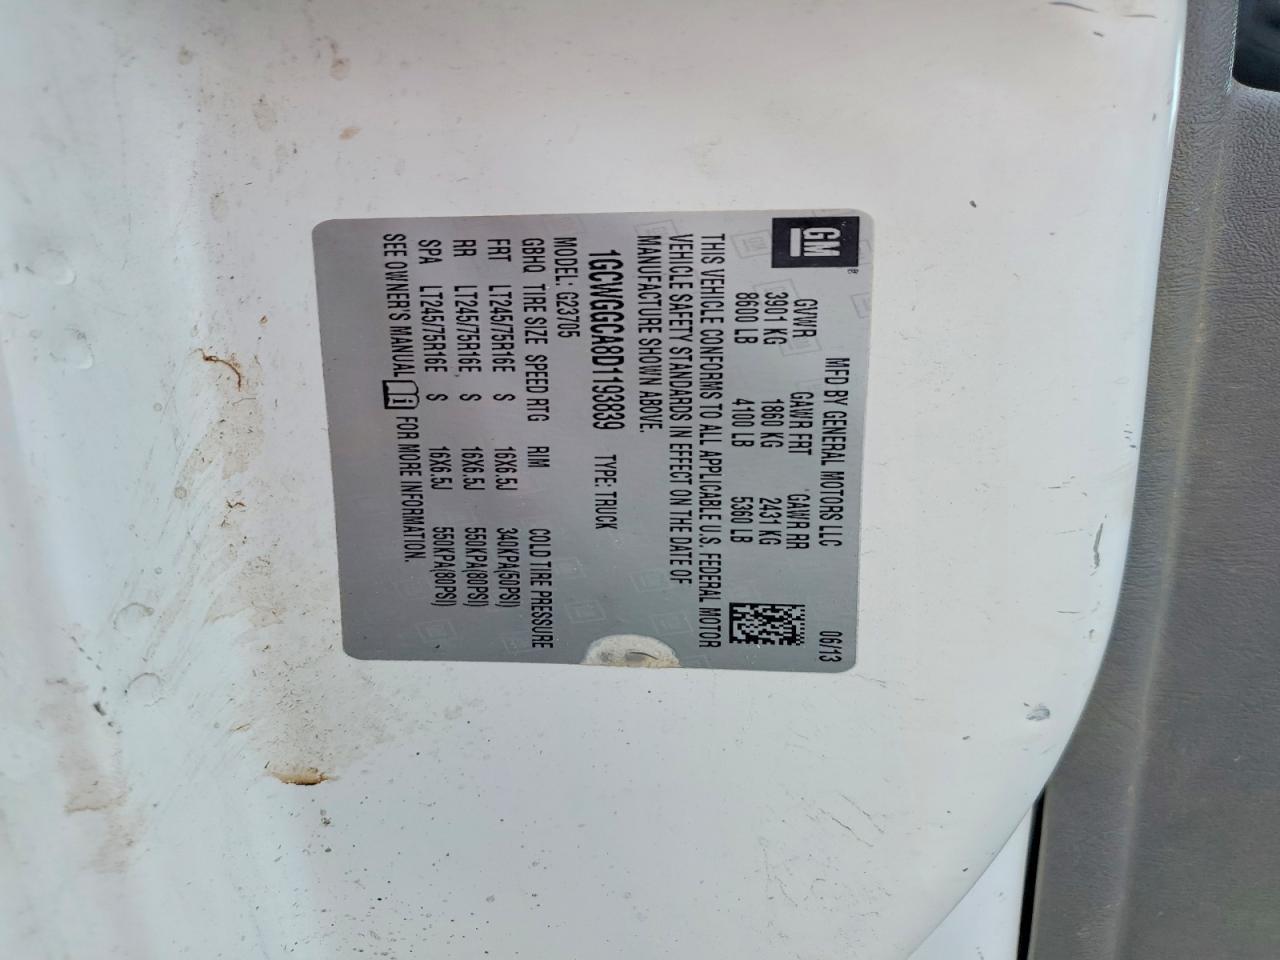 GM
MFD BY GENERAL MOTORS LLC 06/13
GVWR GAWR FRT GAWR RR
3901 KG 1860 KG 2431 KG
8600 LB 4100 LB 5360 LB
THIS VEHICLE CONFORMS TO ALL APPLICABLE U.S. FEDERAL MOTOR
VEHICLE SAFETY STANDARDS IN EFFECT ON THE DATE OF
MANUFACTURE SHOWN ABOVE.
1GCWGGCA8D1193839 TYPE: TRUCK
MODEL: G23705
GBHQ TIRE SIZE SPEED RTG RIM COLD TIRE PRESSURE
FRT LT245/75R16E S 16X6.5J 340KPA(50PSI)
RR LT245/75R16E S 16X6.5J 550KPA(80PSI)
SPA LT245/75R16E S 16X6.5J 550KPA(80PSI)
SEE OWNER'S MANUAL FOR MORE INFORMATION.